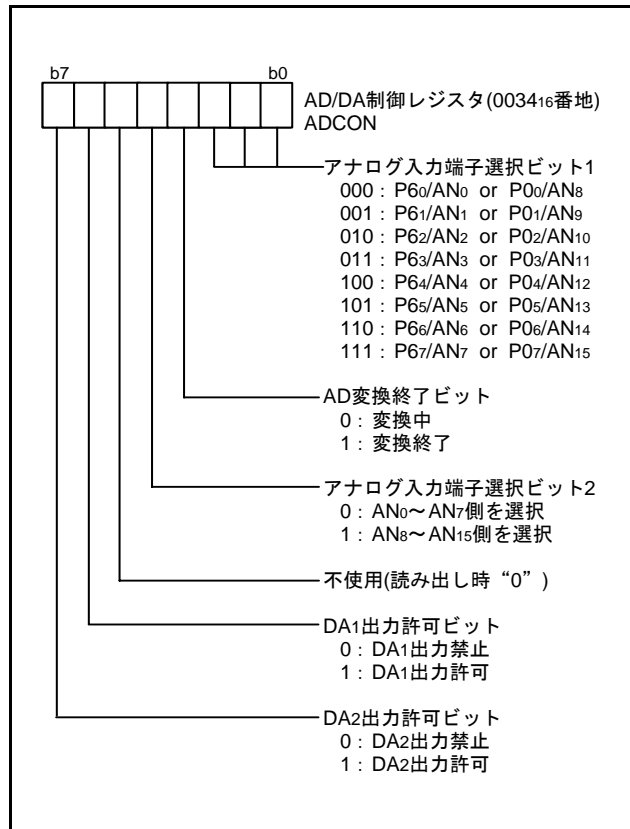 b7 b0
AD/DA制御レジスタ(003416番地)
ADCON
アナログ入力端子選択ビット1
000 : P60/AN0 or P00/AN8
001 : P61/AN1 or P01/AN9
010 : P62/AN2 or P02/AN10
011 : P63/AN3 or P03/AN11
100 : P64/AN4 or P04/AN12
101 : P65/AN5 or P05/AN13
110 : P66/AN6 or P06/AN14
111 : P67/AN7 or P07/AN15
AD変換終了ビット
0 : 変換中
1 : 変換終了
アナログ入力端子選択ビット2
0 : AN0～AN7側を選択
1 : AN8～AN15側を選択
不使用(読み出し時 “0” )
DA1出力許可ビット
0 : DA1出力禁止
1 : DA1出力許可
DA2出力許可ビット
0 : DA2出力禁止
1 : DA2出力許可